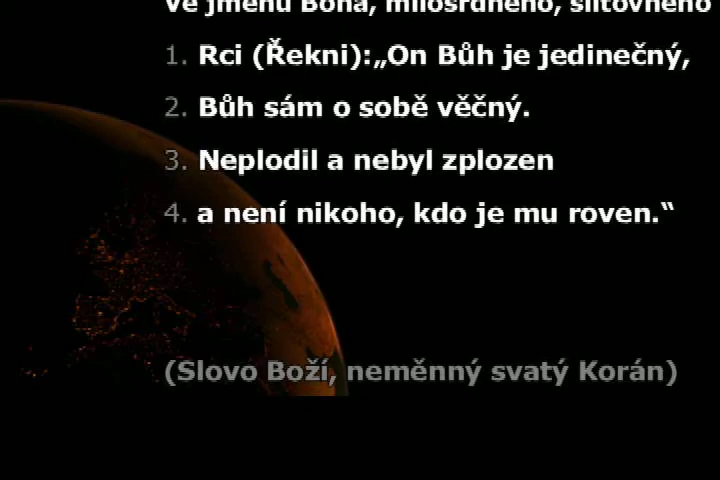 Ve jménu Boha, milosrdného, slitovného
1. Rci (Řekni):„On Bůh je jedinečný,
2. Bůh sám o sobě věčný.
3. Neplodil a nebyl zplozen
4. a není nikoho, kdo je mu roven.“
(Slovo Boží, neměnný svatý Korán)